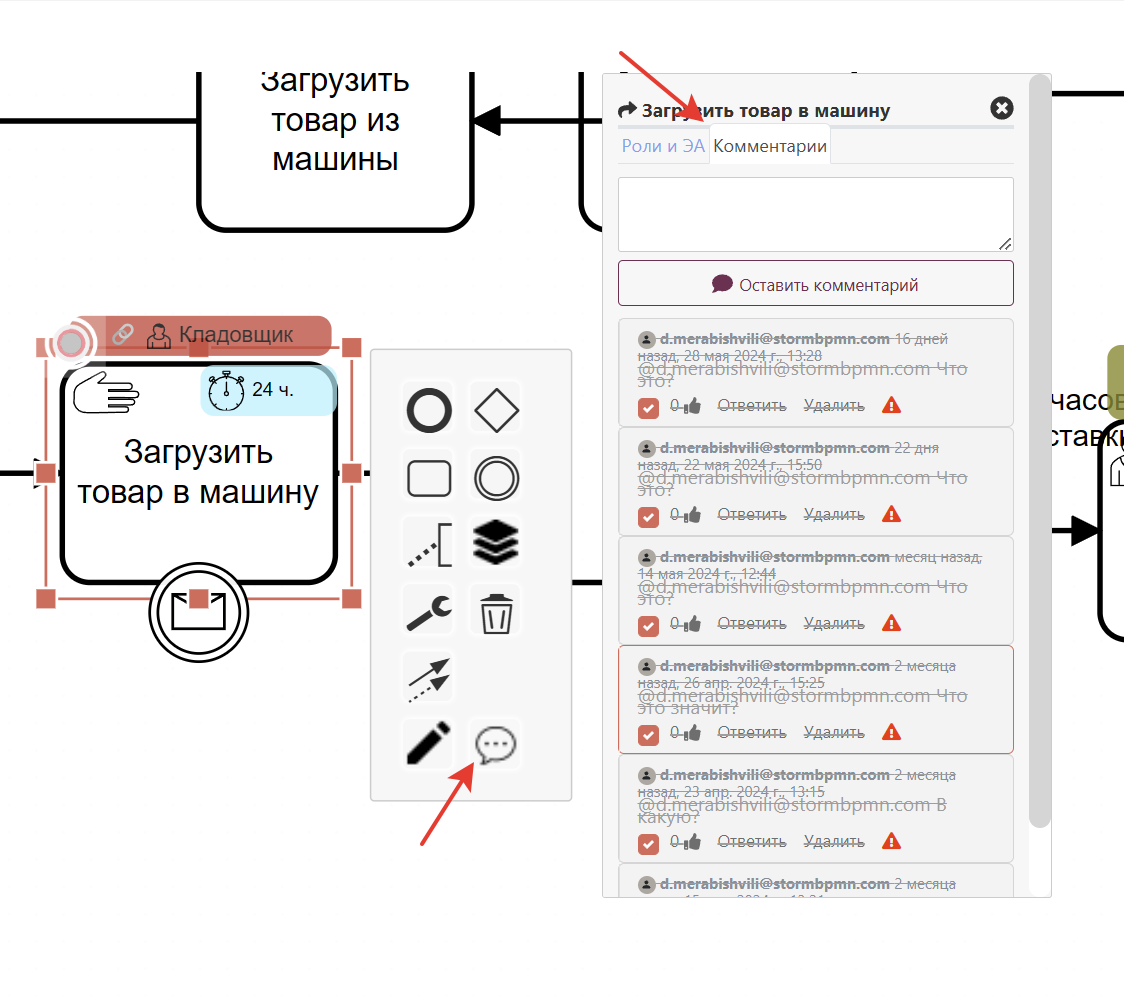 Загрузить
товар из
машины
Загрузить товар в машину
Роли и ЭА Комментарии
Оставить комментарий
Кладовщик
24 ч.
Загрузить
товар в машину
d.merabishvili@stormbpmn.com 16 дней
назад, 28 мая 2024 г., 13:28
@d.merabishvili@stormbpmn.com Что
это?
0 Ответить Удалить
d.merabishvili@stormbpmn.com 22 дня
назад, 22 мая 2024 г., 15:50
@d.merabishvili@stormbpmn.com Что
это?
0 Ответить Удалить
d.merabishvili@stormbpmn.com месяц назад,
14 мая 2024 г., 12:44
@d.merabishvili@stormbpmn.com Что
это?
0 Ответить Удалить
d.merabishvili@stormbpmn.com 2 месяца
назад, 26 апр. 2024 г., 15:25
@d.merabishvili@stormbpmn.com Что
это значит?
0 Ответить Удалить
d.merabishvili@stormbpmn.com 2 месяца
назад, 23 апр. 2024 г., 13:15
@d.merabishvili@stormbpmn.com В
какую?
0 Ответить Удалить
d.merabishvili@stormbpmn.com 2 месяца